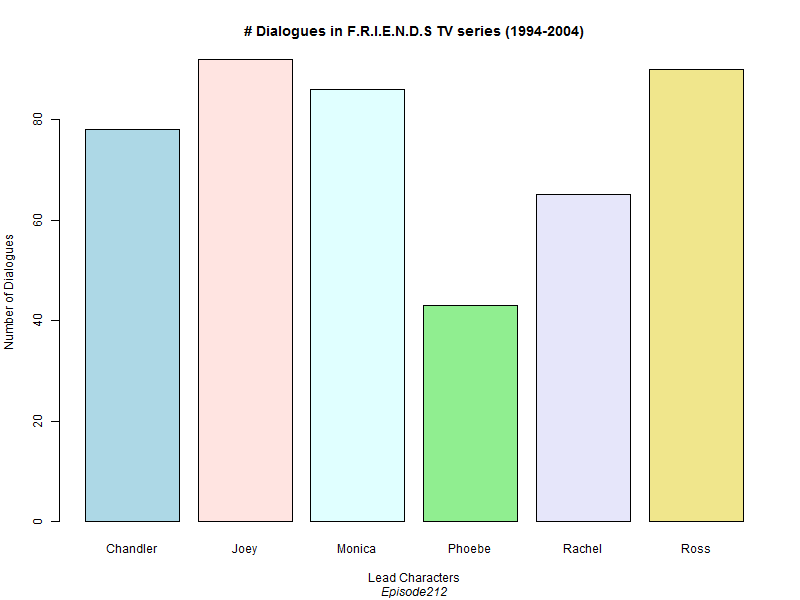 # Dialogues in F.R.I.E.N.D.S TV series (1994-2004)
Number of Dialogues
80
60
40
20
0
Chandler Joey Monica Phoebe Rachel Ross
Lead Characters
Episode212